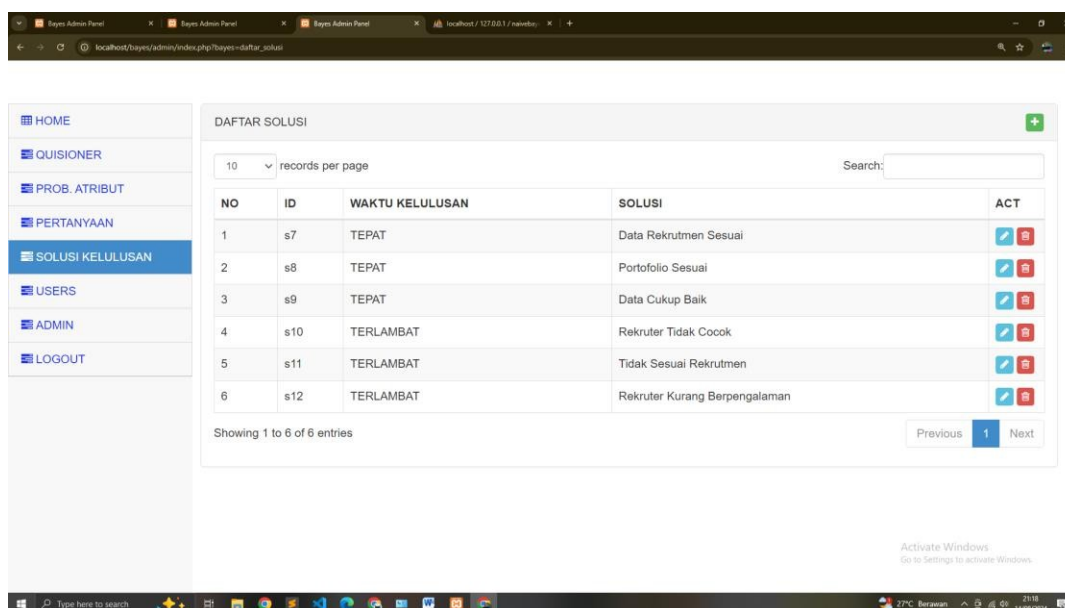 Bayes Admin Panel
Bayes Admin Panel
Bayes Admin Panel
localhost / 127.0.0.1 / naivebay
localhost/bayes/admin/index.php?bayes=daftar_solusi
HOME
QUISIONER
PROB. ATRIBUT
PERTANYAAN
SOLUSI KELULUSAN
USERS
ADMIN
LOGOUT
DAFTAR SOLUSI
10 records per page Search:
NO ID WAKTU KELULUSAN SOLUSI ACT
1 s7 TEPAT Data Rekrutmen Sesuai
2 s8 TEPAT Portofolio Sesuai
3 s9 TEPAT Data Cukup Baik
4 s10 TERLAMBAT Rekruter Tidak Cocok
5 s11 TERLAMBAT Tidak Sesuai Rekrutmen
6 s12 TERLAMBAT Rekruter Kurang Berpengalaman
Showing 1 to 6 of 6 entries Previous 1 Next
Activate Windows
Go to Settings to activate Windows.
Type here to search
27°C Berawan
21:18